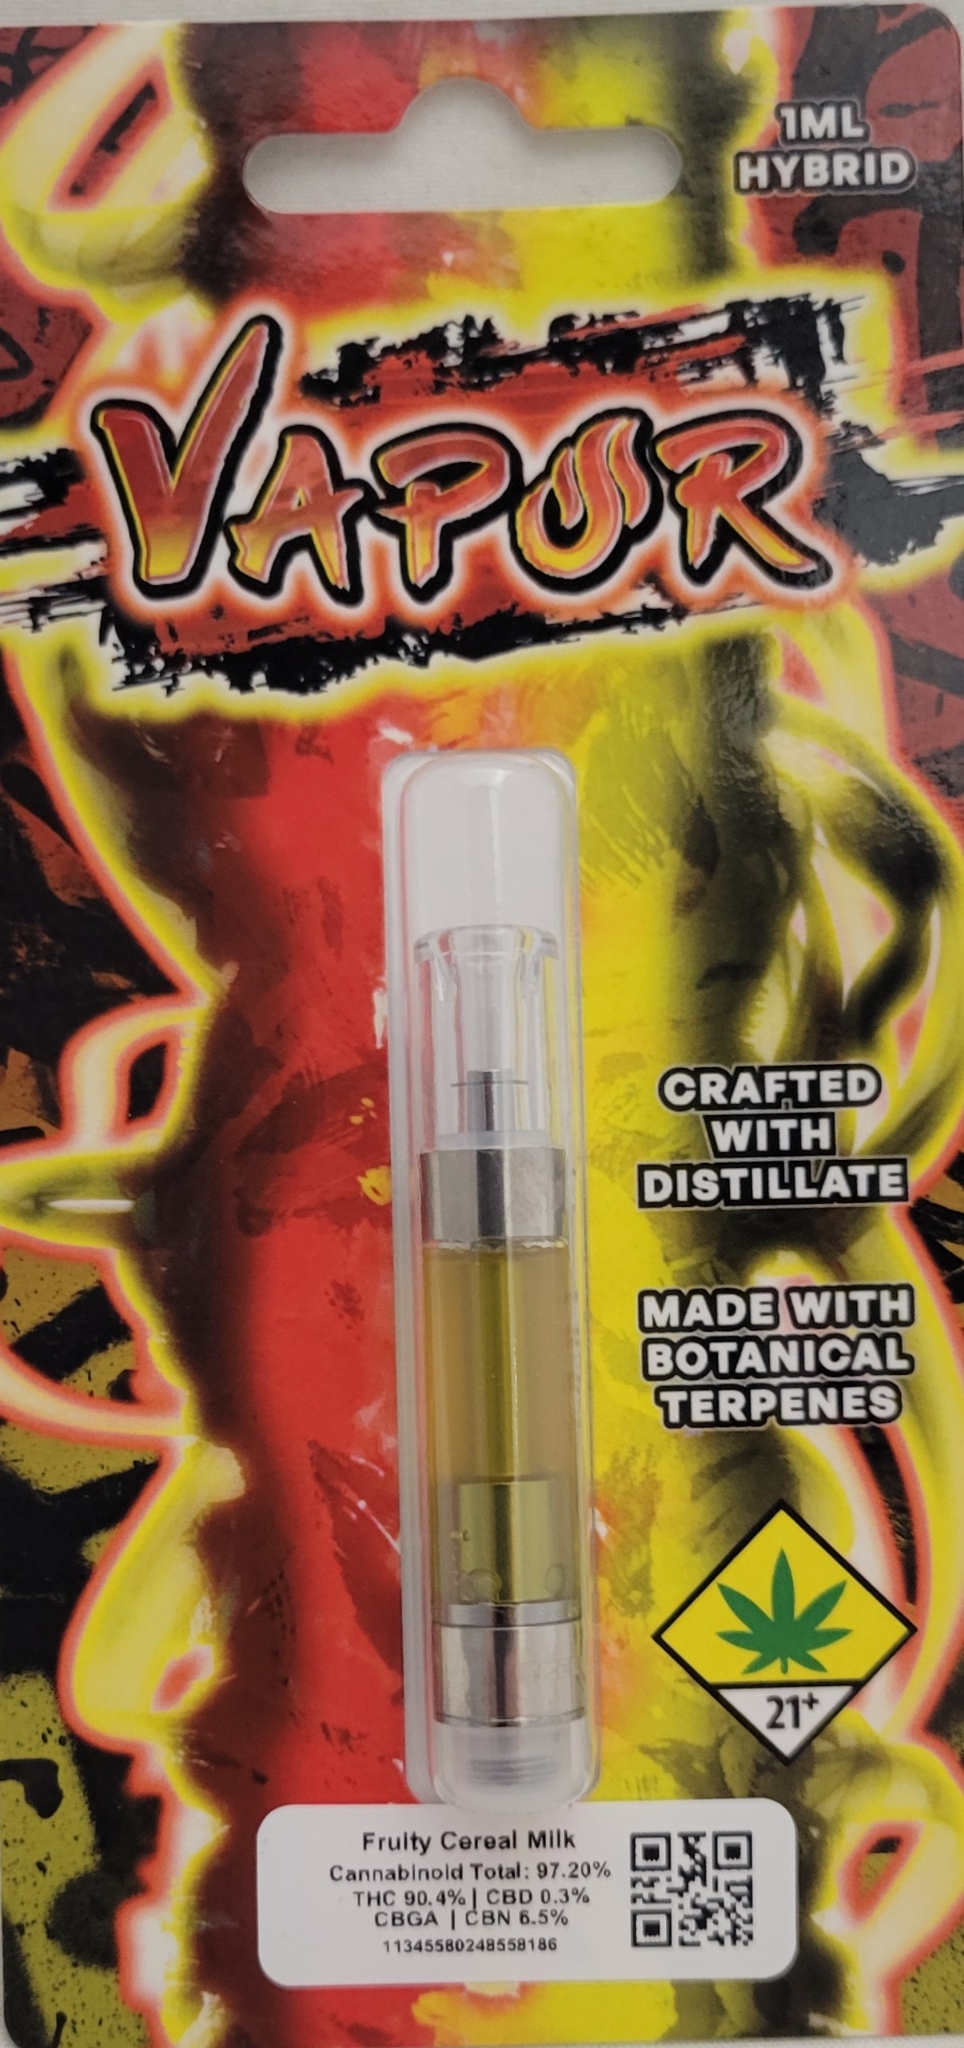 1ML
HYBRID
VAPOR
CRAFTED
WITH
DISTILLATE
MADE WITH
BOTANICAL
TERPENES
21+
Fruity Cereal Milk
Cannabinoid Total: 97.20%
THC 90.4% | CBD 0.3%
CBGA | CBN 6.5%
11345580248558186